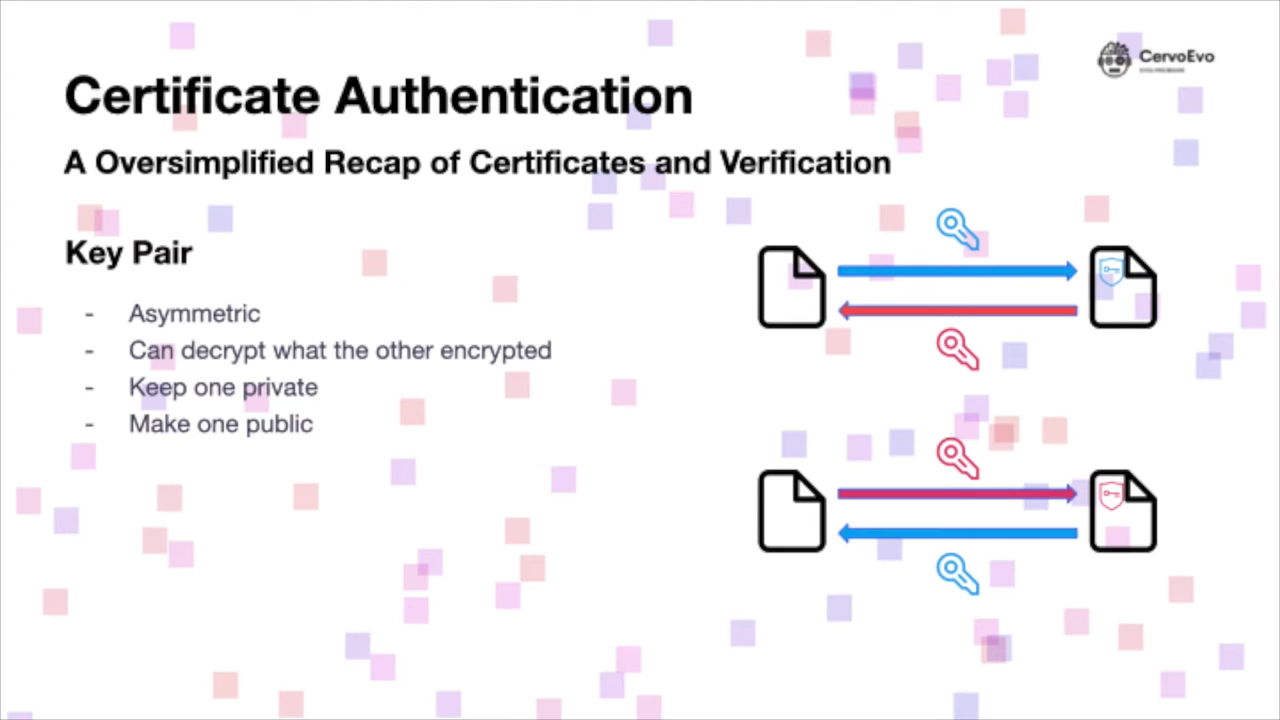 CervoEvo
Certificate Authentication
A Oversimplified Recap of Certificates and Verification
Key Pair
- Asymmetric
- Can decrypt what the other encrypted
- Keep one private
- Make one public